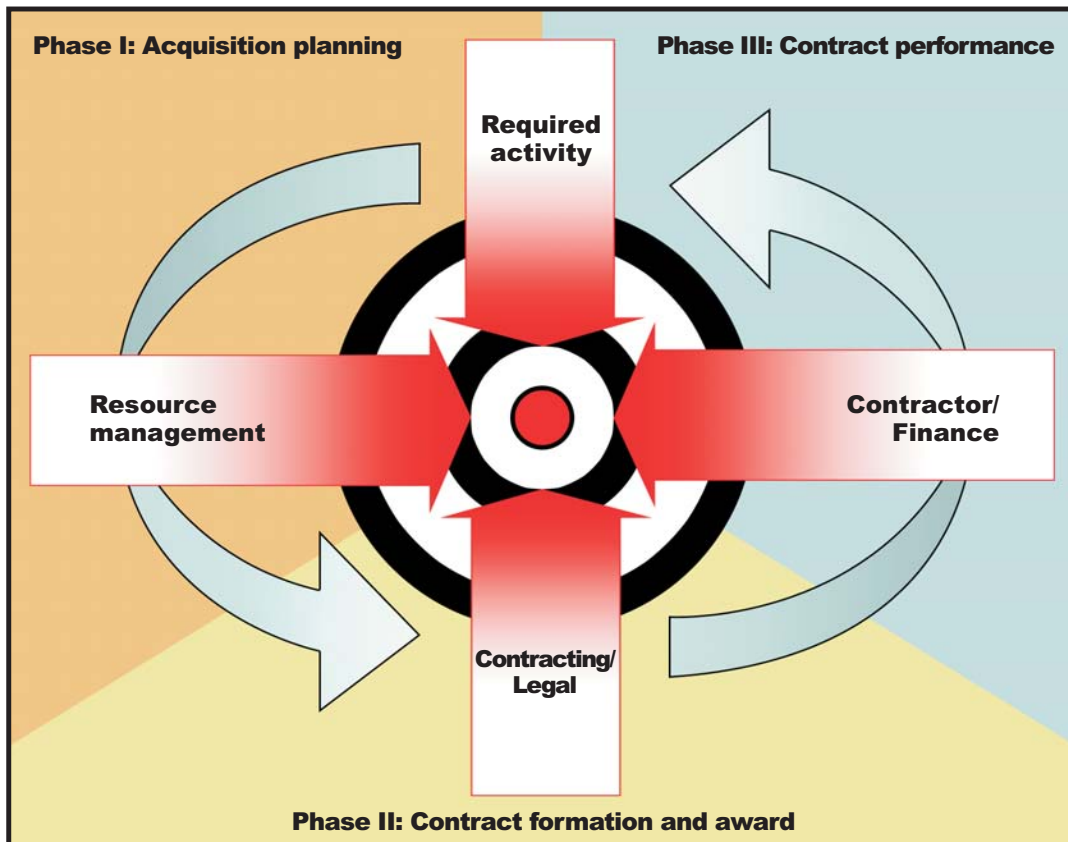 Phase I: Acquisition planning
Phase III: Contract performance
Required
activity
Resource
management
Contractor/
Finance
Contracting/
Legal
Phase II: Contract formation and award